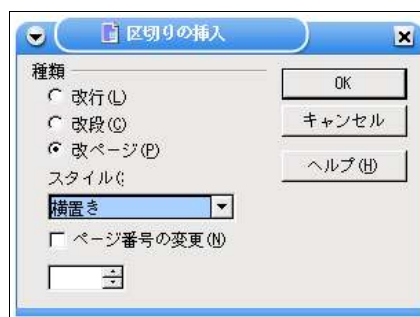 区切りの挿入
種類
改行(L)
改段(C)
改ページ(P)
スタイル(:
横置き
ページ番号の変更(N)
OK
キャンセル
ヘルプ(H)